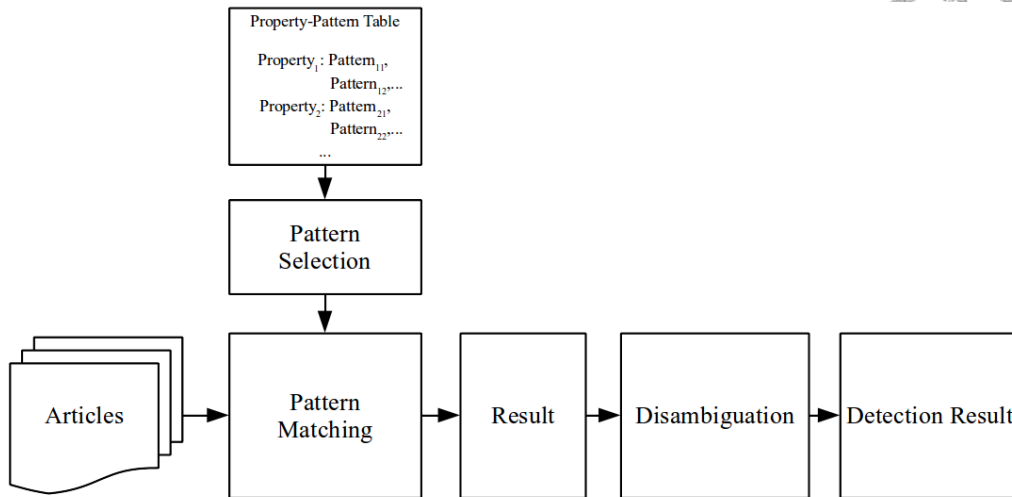 Property-Pattern Table
Property₁: Pattern₁₁,
Pattern₁₂,...
Property₂: Pattern₂₁,
Pattern₂₂,...
...
Pattern
Selection
Articles
Pattern
Matching
Result
Disambiguation
Detection Result